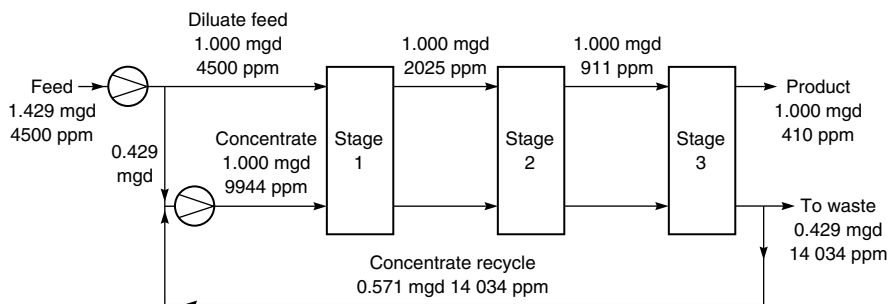 Diluate feed
1.000 mgd
4500 ppm
1.000 mgd
2025 ppm
1.000 mgd
911 ppm
Feed
1.429 mgd
4500 ppm
Product
1.000 mgd
410 ppm
0.429
mgd
Concentrate
1.000 mgd
9944 ppm
Stage
1
Stage
2
Stage
3
To waste
0.429 mgd
14 034 ppm
Concentrate recycle
0.571 mgd 14 034 ppm